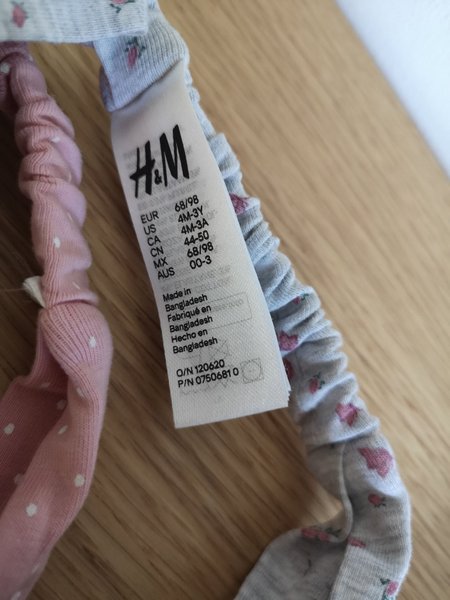 H&M
EUR 68/98
US 4M-3Y
CA 4M-3A
CN 44-50
MX 68/98
AUS 00-3
Made in
Bangladesh
Fabriqué en
Bangladesh
Hecho en
Bangladesh
O/N 120620
P/N 0750681 0